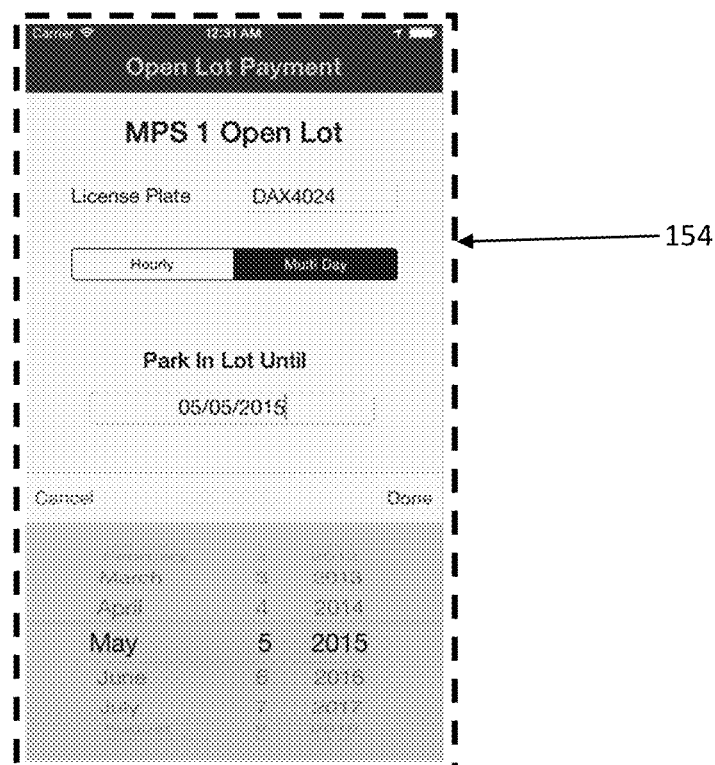 Carrier 12:31 AM
Open Lot Payment
MPS 1 Open Lot
License Plate DAX4024
154
Hourly Multi Day
Park In Lot Until
05/05/2015
Cancel Done
March 3 2013
April 4 2014
May 5 2015
June 6 2016
July 7 2017